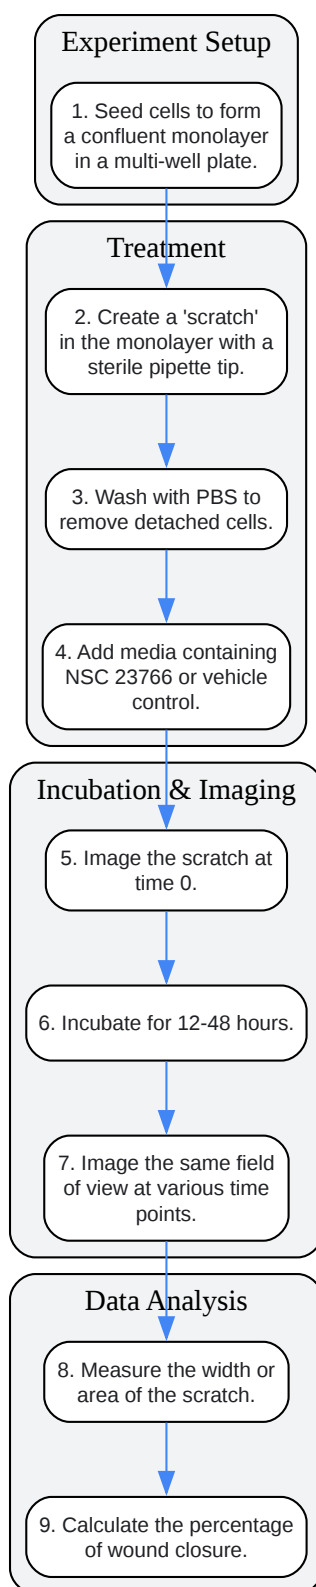 Experiment Setup
1. Seed cells to form
a confluent monolayer
in a multi-well plate.
Treatment
2. Create a 'scratch'
in the monolayer with a
sterile pipette tip.
3. Wash with PBS to
remove detached cells.
4. Add media containing
NSC 23766 or vehicle
control.
Incubation & Imaging
5. Image the scratch at
time 0.
6. Incubate for 12-48 hours.
7. Image the same field
of view at various time
points.
Data Analysis
8. Measure the width or
area of the scratch.
9. Calculate the percentage
of wound closure.